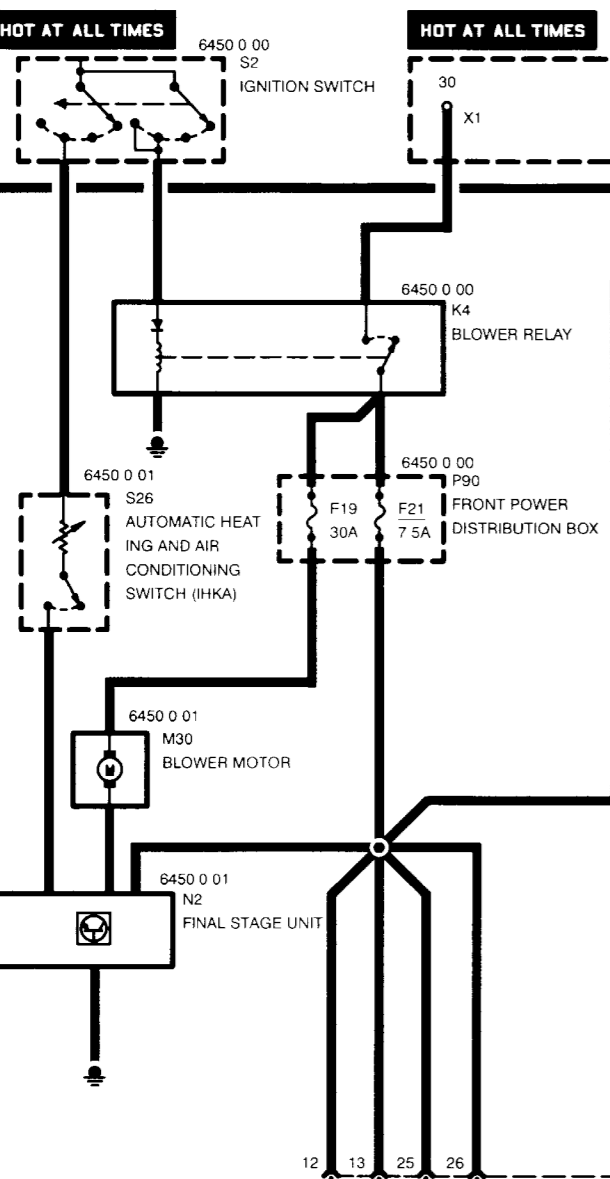 HOT AT ALL TIMES
HOT AT ALL TIMES
6450 0 00
S2
IGNITION SWITCH
30
X1
6450 0 00
K4
BLOWER RELAY
6450 0 01
S26
AUTOMATIC HEAT
ING AND AIR
CONDITIONING
SWITCH (IHKA)
6450 0 00
P90
FRONT POWER
DISTRIBUTION BOX
F19
30A
F21
7 5A
6450 0 01
M30
BLOWER MOTOR
M
6450 0 01
N2
FINAL STAGE UNIT
12 13 25 26